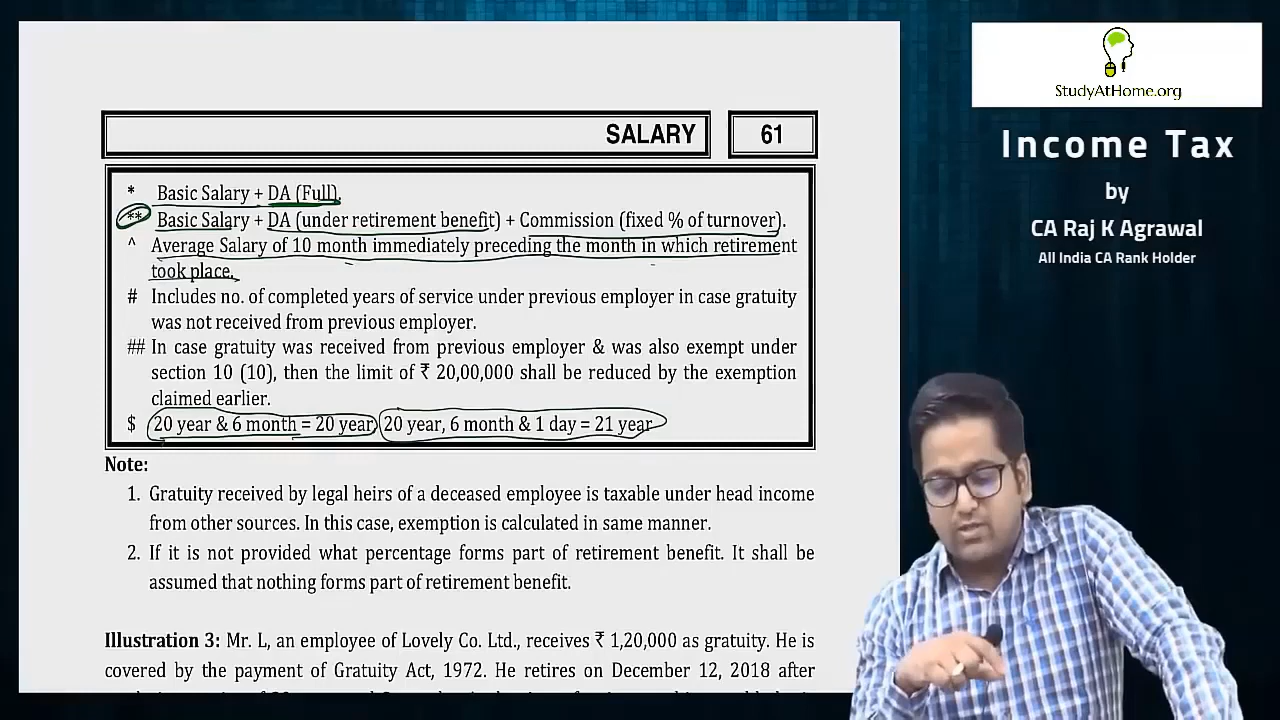 SALARY 61
* Basic Salary + DA (Full).
** Basic Salary + DA (under retirement benefit) + Commission (fixed % of turnover).
^ Average Salary of 10 month immediately preceding the month in which retirement
took place.
# Includes no. of completed years of service under previous employer in case gratuity
was not received from previous employer.
## In case gratuity was received from previous employer & was also exempt under
section 10 (10), then the limit of ₹ 20,00,000 shall be reduced by the exemption
claimed earlier.
$ 20 year & 6 month = 20 year 20 year, 6 month & 1 day = 21 year
Note:
1. Gratuity received by legal heirs of a deceased employee is taxable under head income
from other sources. In this case, exemption is calculated in same manner.
2. If it is not provided what percentage forms part of retirement benefit. It shall be
assumed that nothing forms part of retirement benefit.
Illustration 3: Mr. L, an employee of Lovely Co. Ltd., receives ₹ 1,20,000 as gratuity. He is
covered by the payment of Gratuity Act, 1972. He retires on December 12, 2018 after
StudyAtHome.org
Income Tax
by
CA Raj K Agrawal
All India CA Rank Holder